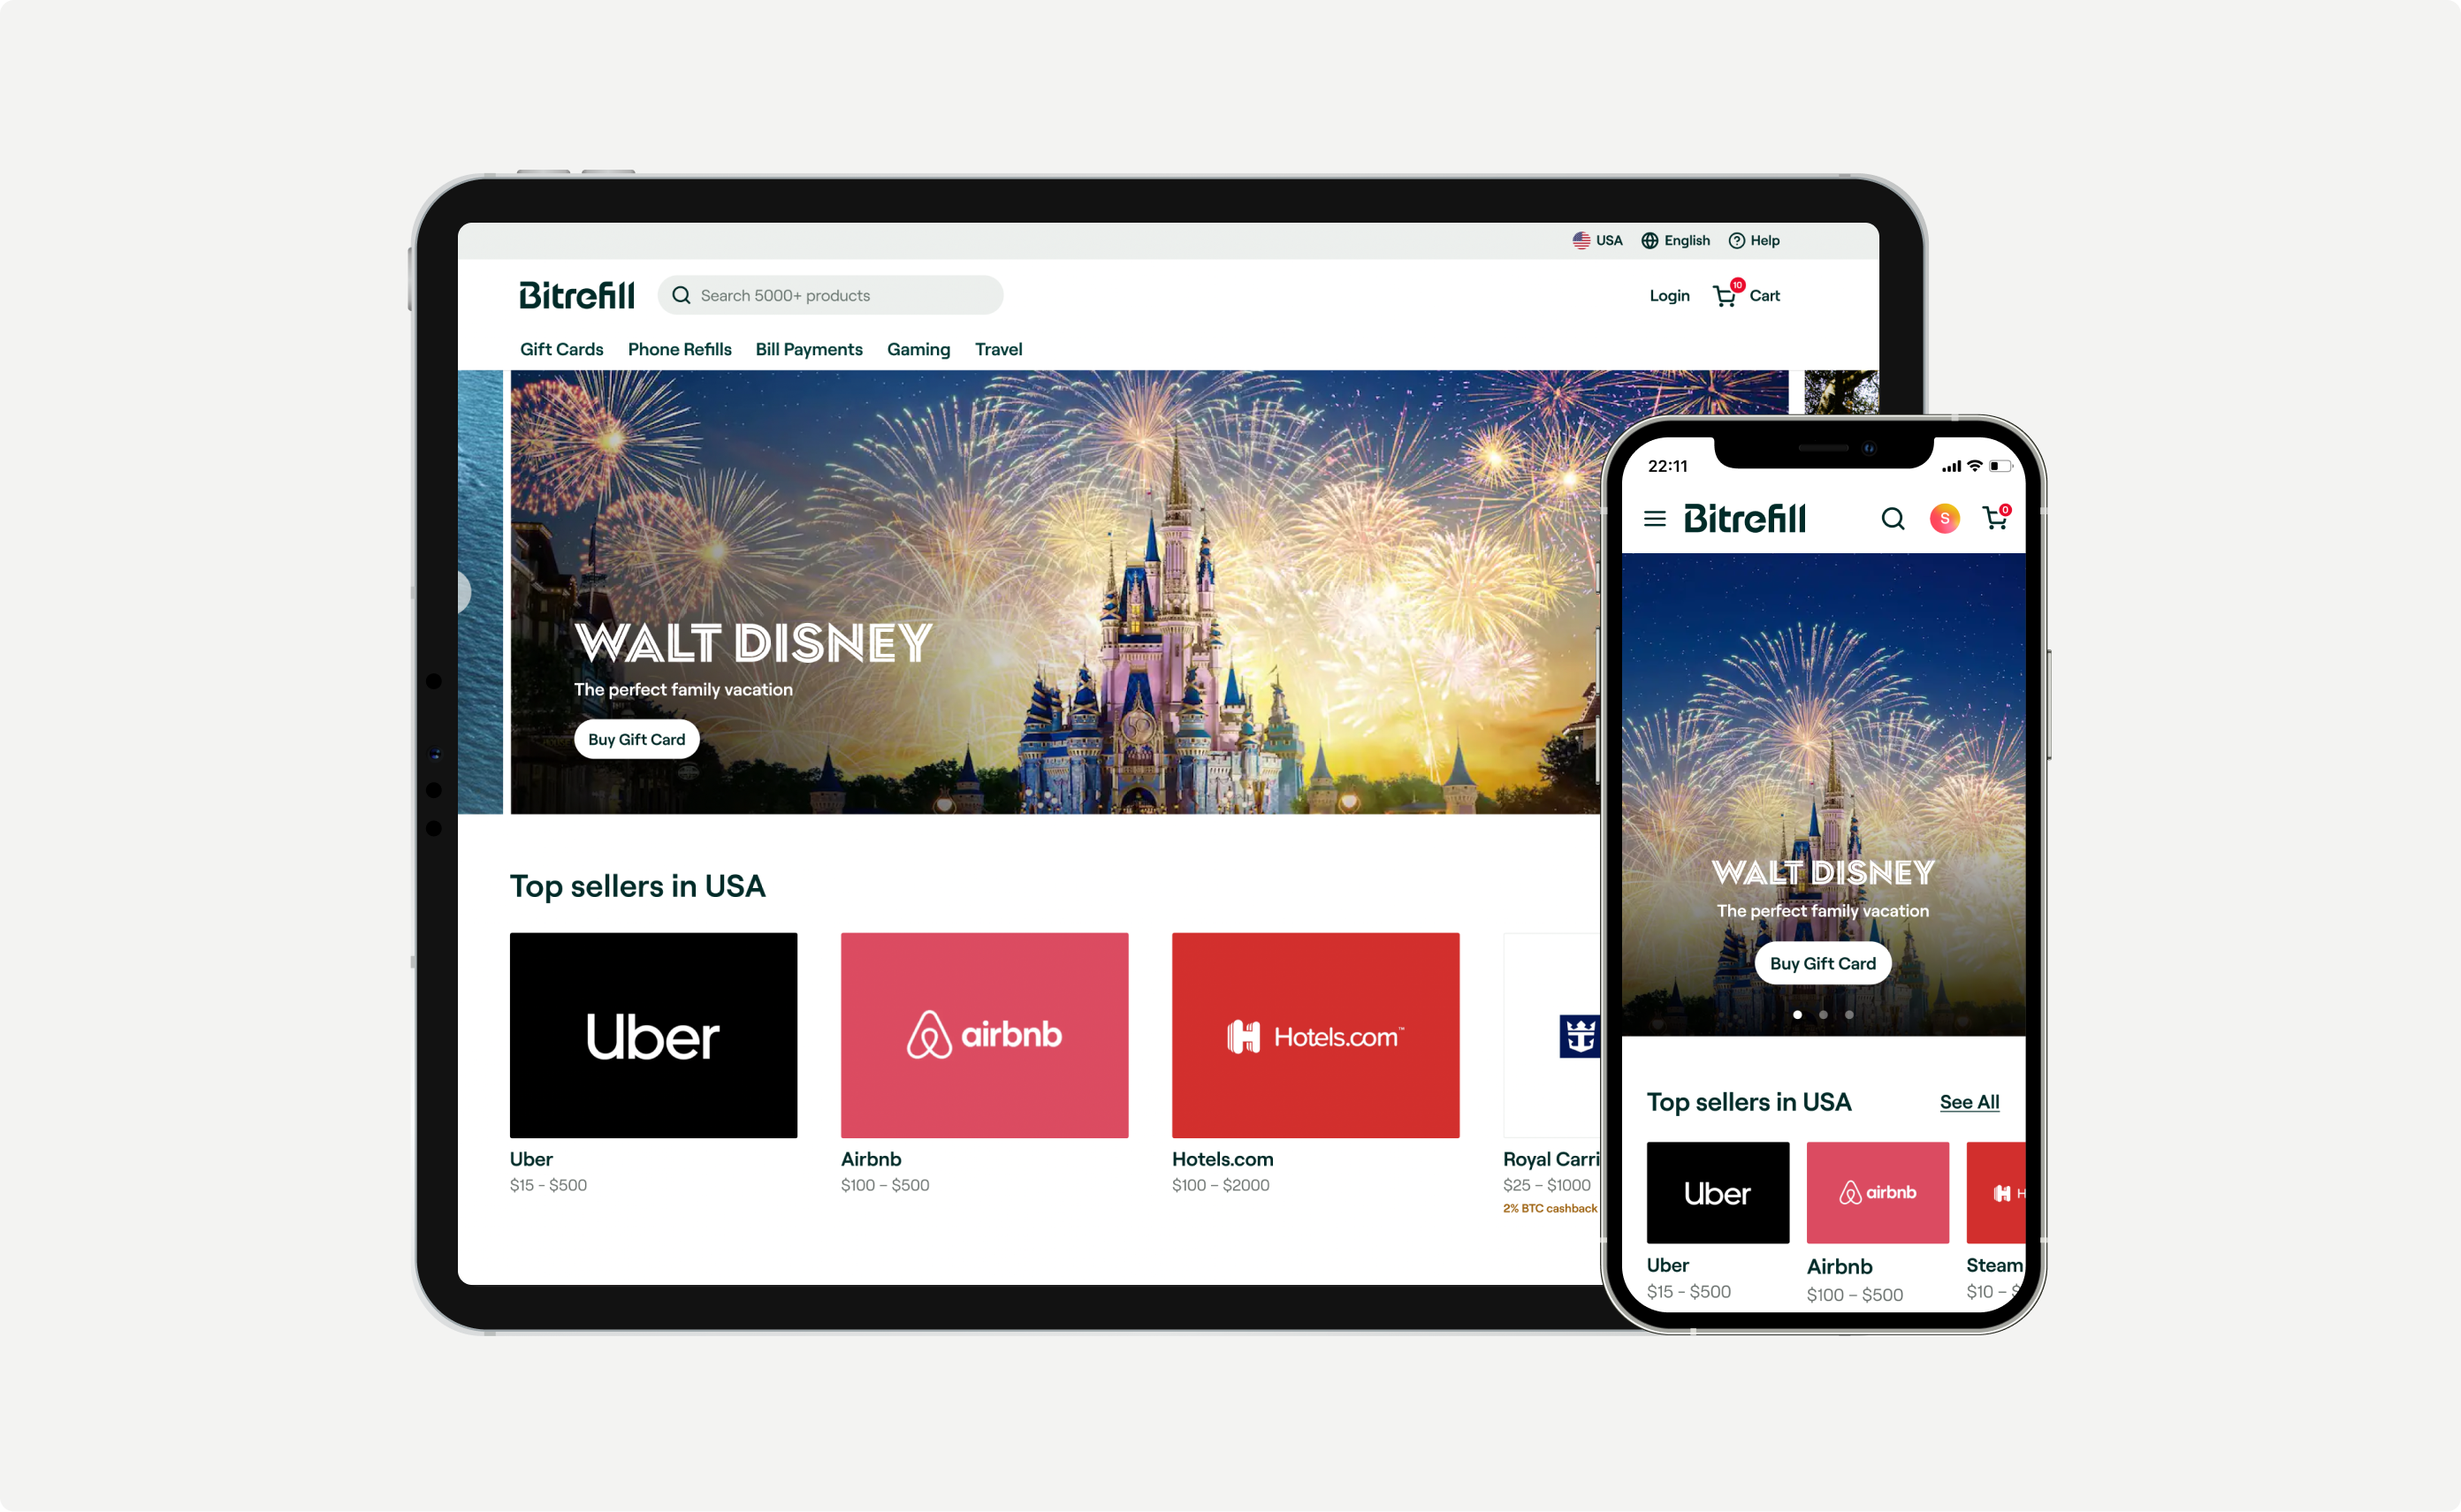 USA English Help
Bitrefill Search 5000+ products Login 10 Cart
Gift Cards Phone Refills Bill Payments Gaming Travel
WALT DISNEY
The perfect family vacation
Buy Gift Card
Top sellers in USA
Uber
airbnb
Hotels.com™
Uber
$15 - $500
Airbnb
$100 – $500
Hotels.com
$100 – $2000
Royal Carri
$25 – $1000
2% BTC cashback
22:11
Bitrefill S 0
WALT DISNEY
The perfect family vacation
Buy Gift Card
Top sellers in USA See All
Uber
airbnb
H
Uber
$15 - $500
Airbnb
$100 – $500
Steam
$10 –